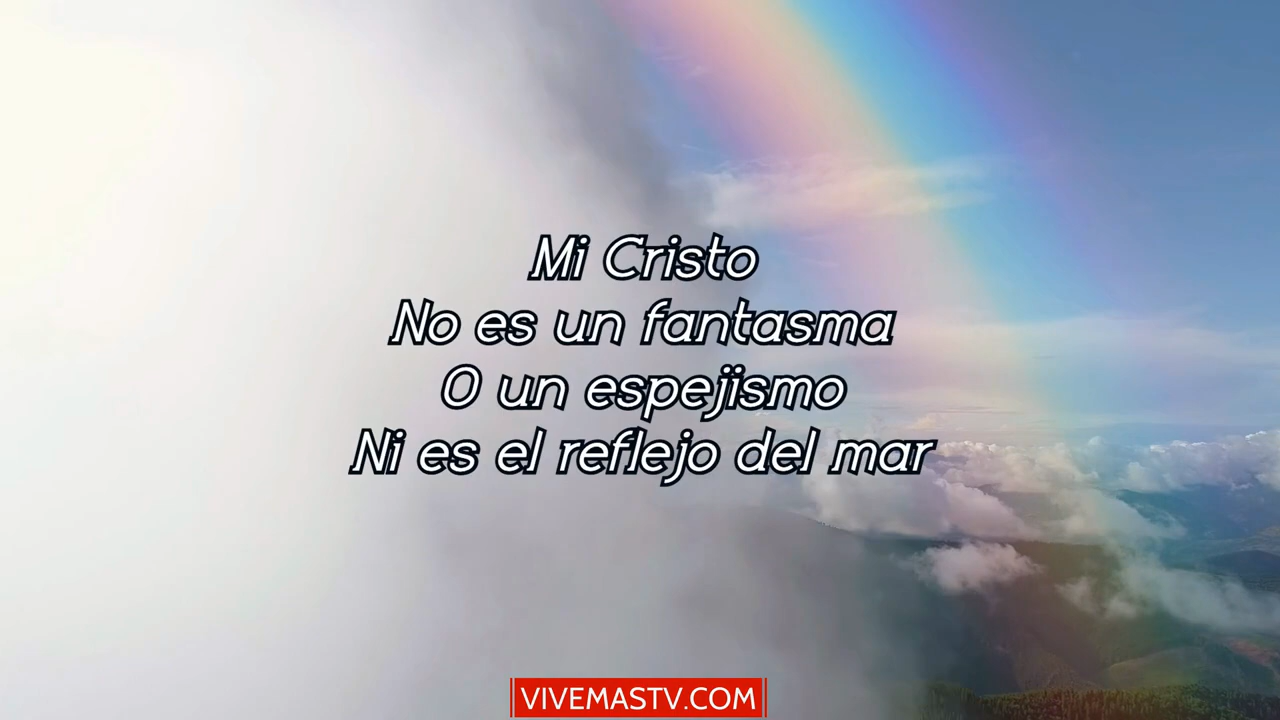 Mi Cristo
No es un fantasma
O un espejismo
Ni es el reflejo del mar
VIVEMASTV.COM